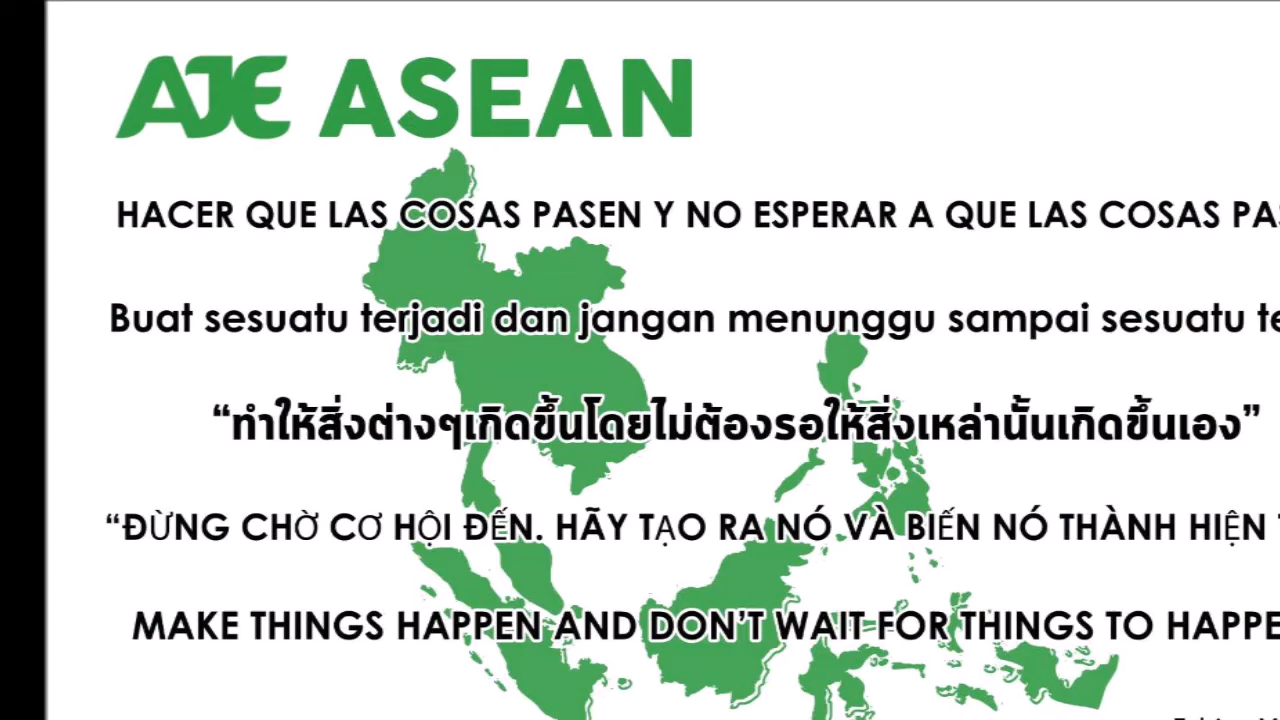 AJE ASEAN
HACER QUE LAS COSAS PASEN Y NO ESPERAR A QUE LAS COSAS
Buat sesuatu terjadi dan jangan menunggu sampai sesuatu
“ทำให้สิ่งต่างๆเกิดขึ้นโดยไม่ต้องรอให้สิ่งเหล่านั้นเกิดขึ้นเอง”
“ĐỪNG CHỜ CƠ HỘI ĐẾN. HÃY TẠO RA NÓ VÀ BIẾN NÓ THÀNH HIỆN
MAKE THINGS HAPPEN AND DON'T WAIT FOR THINGS TO